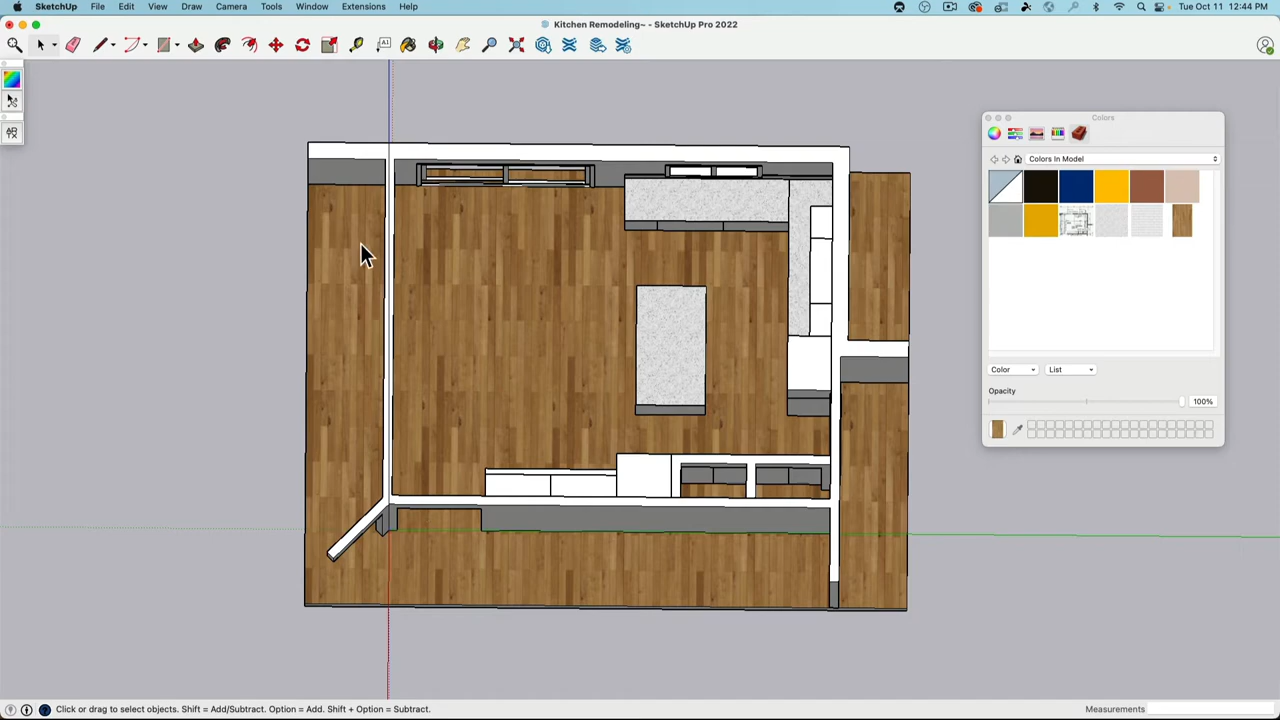 SketchUp File Edit View Draw Camera Tools Window Extensions Help Tue Oct 11 12:44 PM
Kitchen Remodeling~ - SketchUp Pro 2022
A1
Colors
Colors In Model
Color List
Opacity
100%
Click or drag to select objects. Shift = Add/Subtract. Option = Add. Shift + Option = Subtract. Measurements